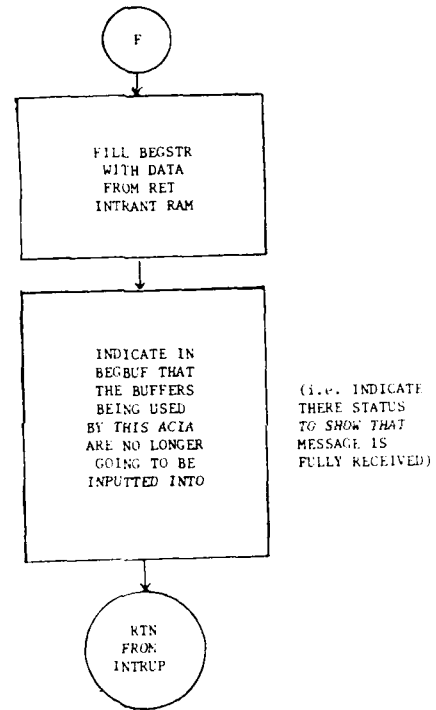 F
FILL BEGSTR
WITH DATA
FROM RET
INTRANT RAM
INDICATE IN
BEGBUF THAT
THE BUFFERS
BEING USED
BY THIS ACIA
ARE NO LONGER
GOING TO BE
INPUTTED INTO
(i.e. INDICATE
THERE STATUS
TO SHOW THAT
MESSAGE IS
FULLY RECEIVED)
RTN
FROM
INTRUP